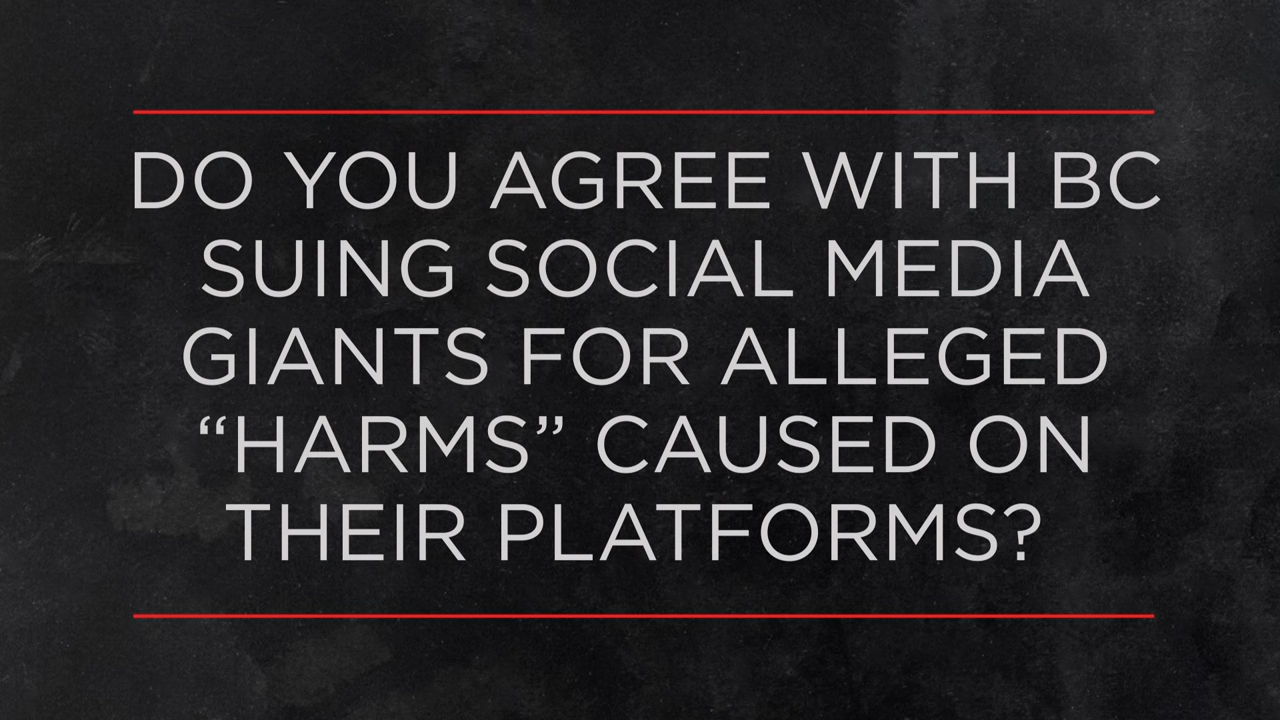 DO YOU AGREE WITH BC
SUING SOCIAL MEDIA
GIANTS FOR ALLEGED
“HARMS” CAUSED ON
THEIR PLATFORMS?